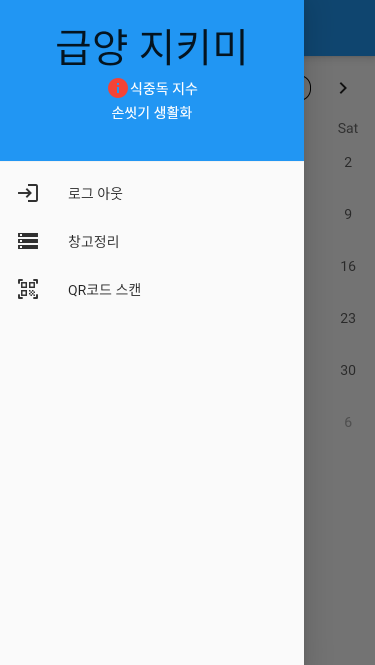 급양 지키미
식중독 지수
손씻기 생활화
로그 아웃
창고정리
QR코드 스캔
Sat
2
9
16
23
30
6